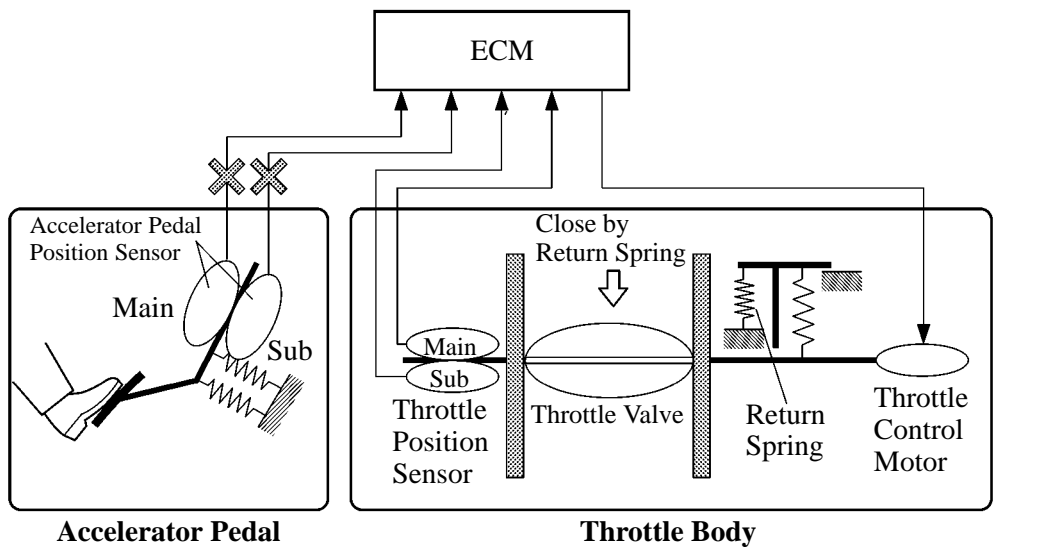 ECM
Accelerator Pedal
Position Sensor
Main
Sub
Close by
Return Spring
Main
Sub
Throttle
Position
Sensor
Throttle Valve
Return
Spring
Throttle
Control
Motor
Accelerator Pedal
Throttle Body